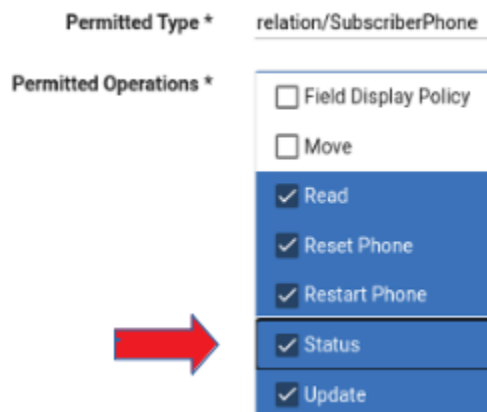 Permitted Type * relation/SubscriberPhone
Permitted Operations *
Field Display Policy
Move
Read
Reset Phone
Restart Phone
Status
Update